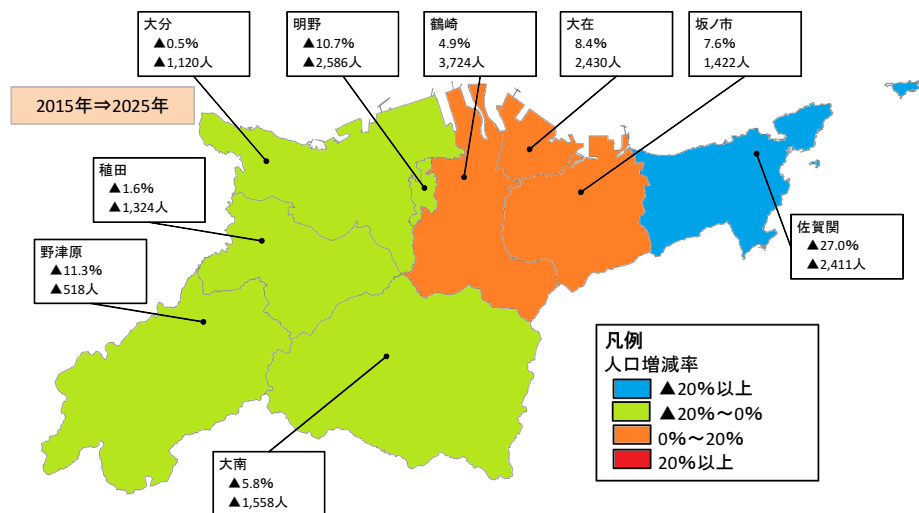 大分
▲0.5%
▲1,120人
明野
▲10.7%
▲2,586人
鶴崎
4.9%
3,724人
大在
8.4%
2,430人
坂ノ市
7.6%
1,422人
2015年⇒2025年
稙田
▲1.6%
▲1,324人
野津原
▲11.3%
▲518人
佐賀関
▲27.0%
▲2,411人
大南
▲5.8%
▲1,558人
凡例
人口増減率
▲20%以上
▲20%～0%
0%～20%
20%以上